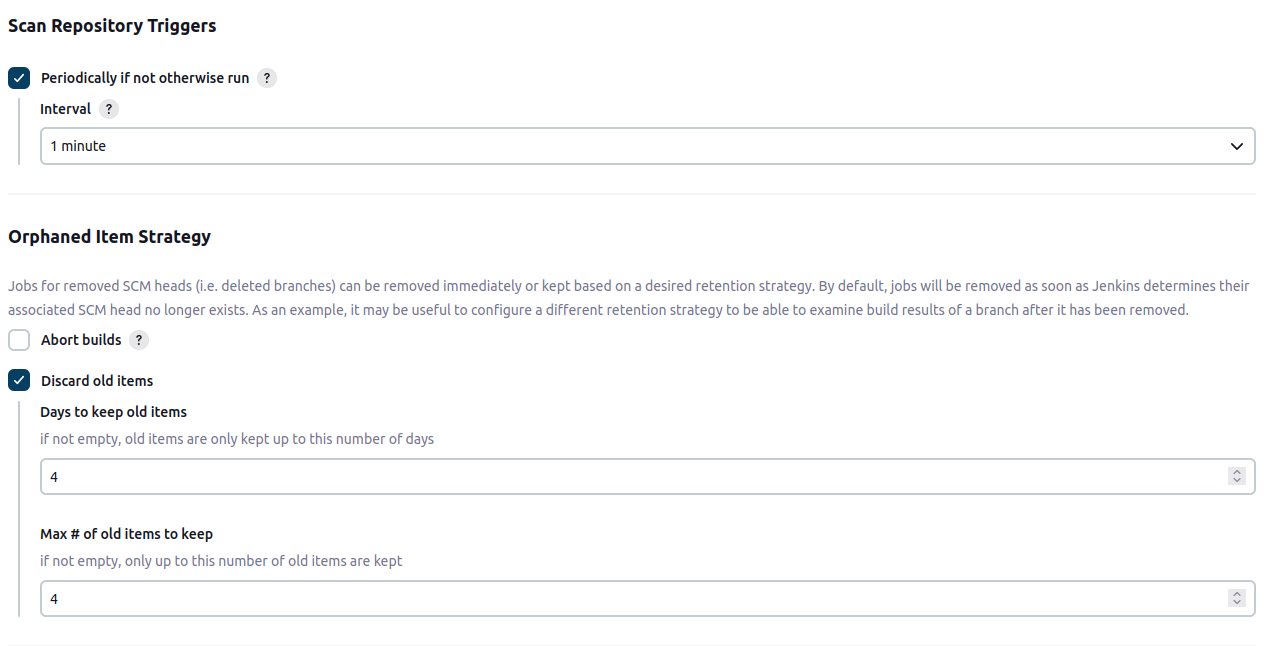 Scan Repository Triggers
Periodically if not otherwise run ?
Interval ?
1 minute
Orphaned Item Strategy
Jobs for removed SCM heads (i.e. deleted branches) can be removed immediately or kept based on a desired retention strategy. By default, jobs will be removed as soon as Jenkins determines their
associated SCM head no longer exists. As an example, it may be useful to configure a different retention strategy to be able to examine build results of a branch after it has been removed.
Abort builds ?
Discard old items
Days to keep old items
if not empty, old items are only kept up to this number of days
4
Max # of old items to keep
if not empty, only up to this number of old items are kept
4